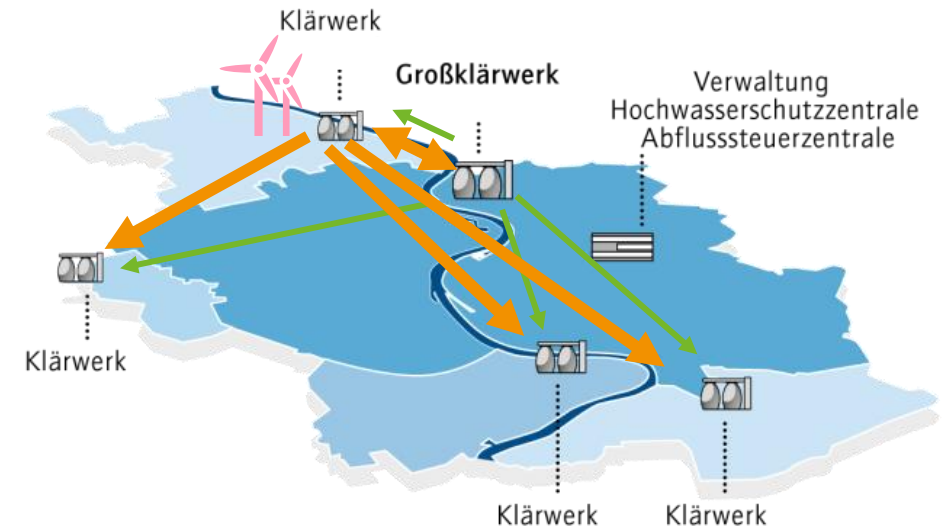 Klärwerk
Großklärwerk
Verwaltung
Hochwasserschutzzentrale
Abflusssteuerzentrale
Klärwerk
Klärwerk
Klärwerk